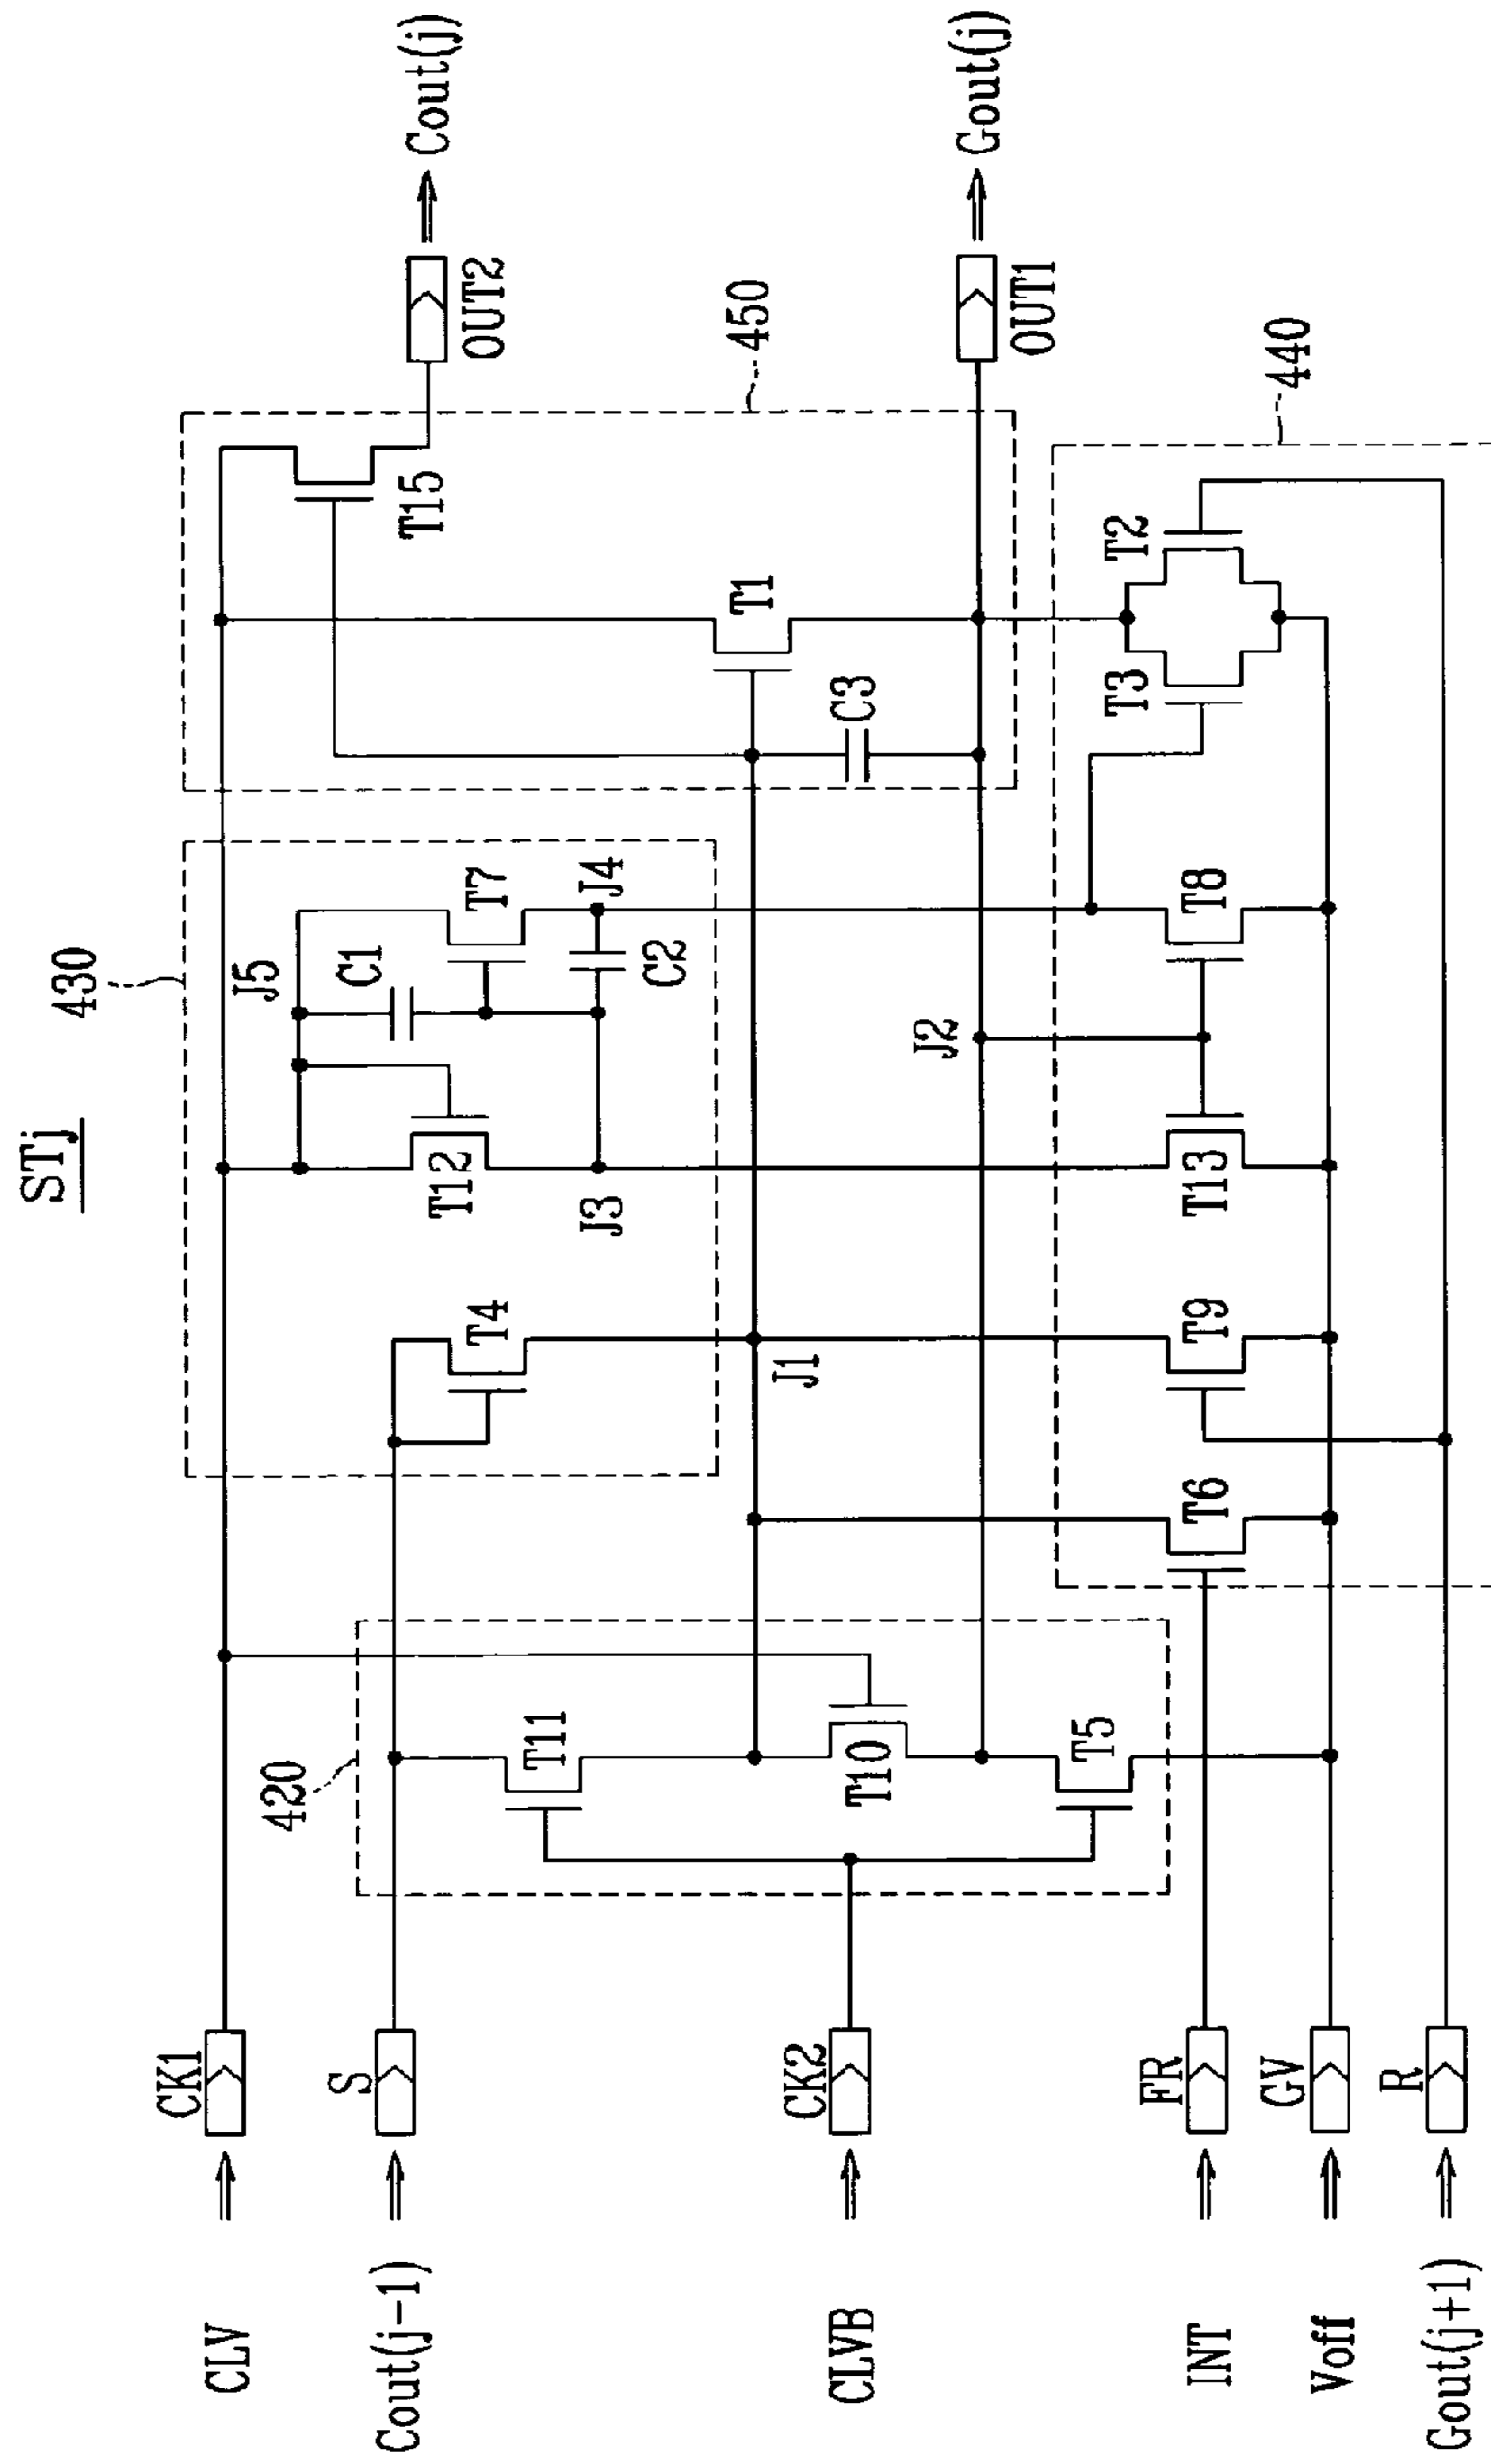 STj
430
J5
C1
T7
T12
C2
J4
J3
T4
J1
T15
450
T1
C3
OUT2
Cout(j)
OUT1
Gout(j)
420
T11
T10
T5
J2
440
T3
T2
T8
T13
T9
T6
CLV
CK1
Cout(j-1)
S
CLVB
CK2
INT
FR
Voff
GV
Gout(j+1)
R